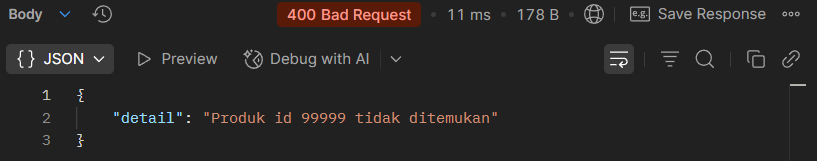 Body 400 Bad Request • 11 ms • 178 B • e.g. Save Response
{} JSON Preview Debug with AI
1 {
2 "detail": "Produk id 99999 tidak ditemukan"
3 }